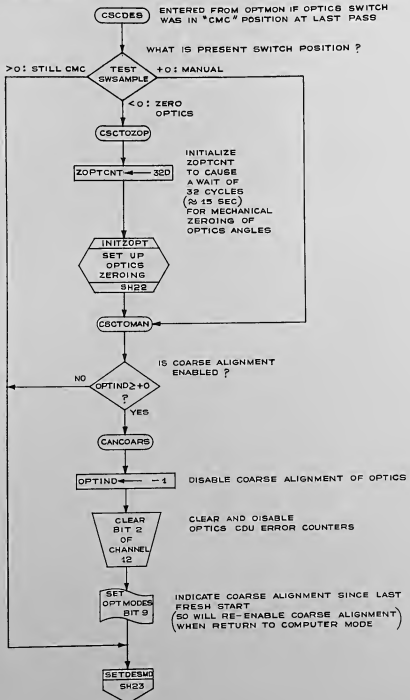 CSCDES
ENTERED FROM OPTMON IF OPTICS SWITCH
WAS IN "CMC" POSITION AT LAST PASS
WHAT IS PRESENT SWITCH POSITION ?
>0: STILL CMC
TEST
SWSAMPLE
+0: MANUAL
<0: ZERO
OPTICS
CSCTOZOP
ZOPTCNT ← 32D
INITIALIZE
ZOPTCNT
TO CAUSE
A WAIT OF
32 CYCLES
(≈ 15 SEC)
FOR MECHANICAL
ZEROING OF
OPTICS ANGLES
INITZOPT
SET UP
OPTICS
ZEROING
SH22
CSCTOMAN
IS COARSE ALIGNMENT
ENABLED ?
NO
OPTIND≥+0
?
YES
CANCOARS
OPTIND ← -1
DISABLE COARSE ALIGNMENT OF OPTICS
CLEAR
BIT 2
OF
CHANNEL
12
CLEAR AND DISABLE
OPTICS CDU ERROR COUNTERS
SET
OPTMODES
BIT 9
INDICATE COARSE ALIGNMENT SINCE LAST
FRESH START
(SO WILL RE-ENABLE COARSE ALIGNMENT
WHEN RETURN TO COMPUTER MODE)
SETDESMD
SH23